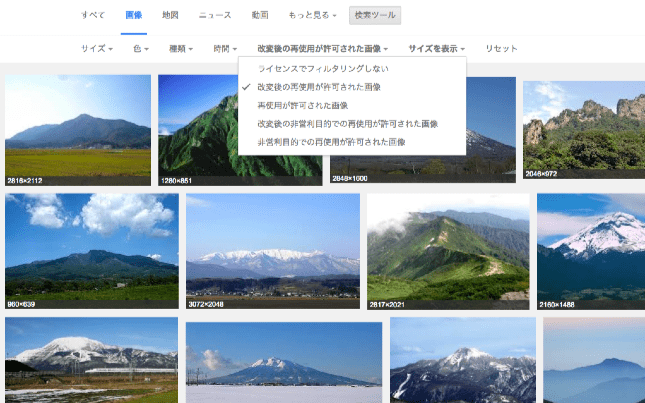 すべて 画像 地図 ニュース 動画 もっと見る 検索ツール
サイズ 色 種類 時間 改変後の再使用が許可された画像 サイズを表示 リセット
ライセンスでフィルタリングしない
改変後の再使用が許可された画像
再使用が許可された画像
改変後の非営利目的での再使用が許可された画像
非営利目的での再使用が許可された画像
2816×2112 1280×851 2848×1600 2046×972
960×639 3072×2048 2817×2021 2160×1488